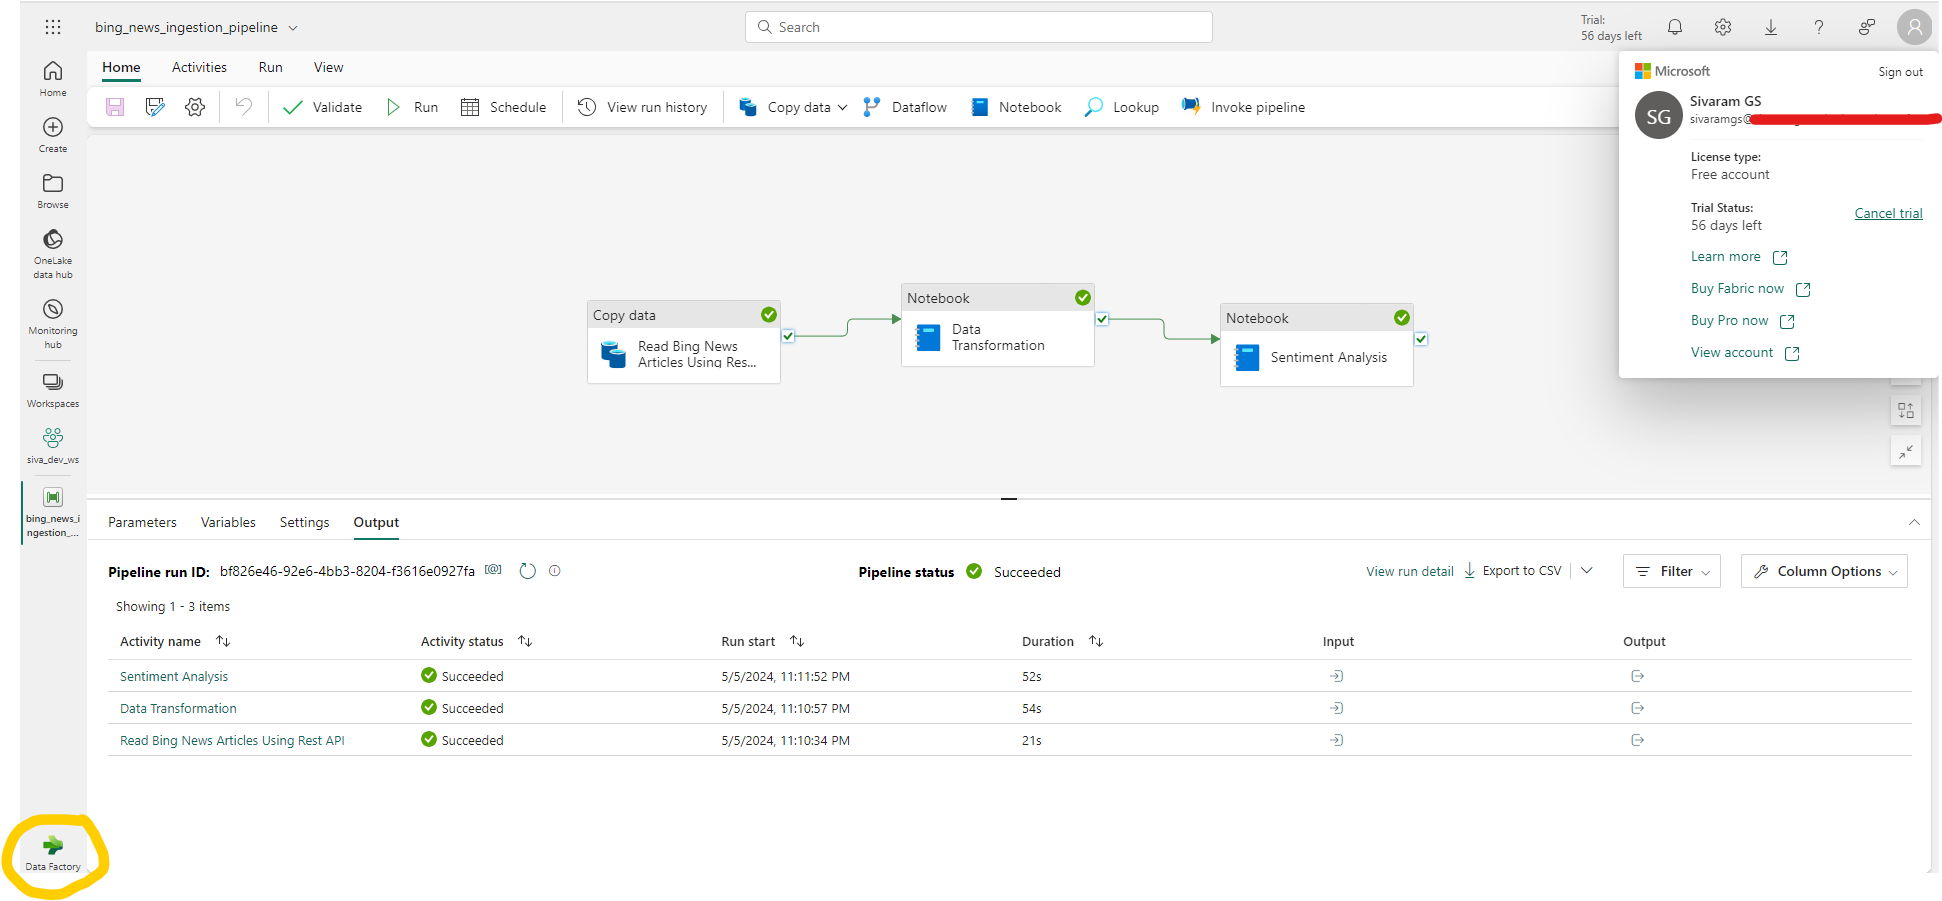 bing_news_ingestion_pipeline
Search
Trial:
56 days left
Home
Activities
Run
View
Validate
Run
Schedule
View run history
Copy data
Dataflow
Notebook
Lookup
Invoke pipeline
Microsoft
Sign out
SG
Sivaram GS
sivaramgs@
License type:
Free account
Trial Status:
56 days left
Cancel trial
Learn more
Buy Fabric now
Buy Pro now
View account
Home
Create
Browse
OneLake
data hub
Monitoring
hub
Workspaces
siva_dev_ws
bing_news_i
ngestion_...
Data Factory
Copy data
Read Bing News
Articles Using Res...
Notebook
Data
Transformation
Notebook
Sentiment Analysis
Parameters
Variables
Settings
Output
Pipeline run ID: bf826e46-92e6-4bb3-8204-f3616e0927fa [@]
Pipeline status Succeeded
View run detail
Export to CSV
Filter
Column Options
Showing 1 - 3 items
Activity name Activity status Run start Duration Input Output
Sentiment Analysis Succeeded 5/5/2024, 11:11:52 PM 52s
Data Transformation Succeeded 5/5/2024, 11:10:57 PM 54s
Read Bing News Articles Using Rest API Succeeded 5/5/2024, 11:10:34 PM 21s